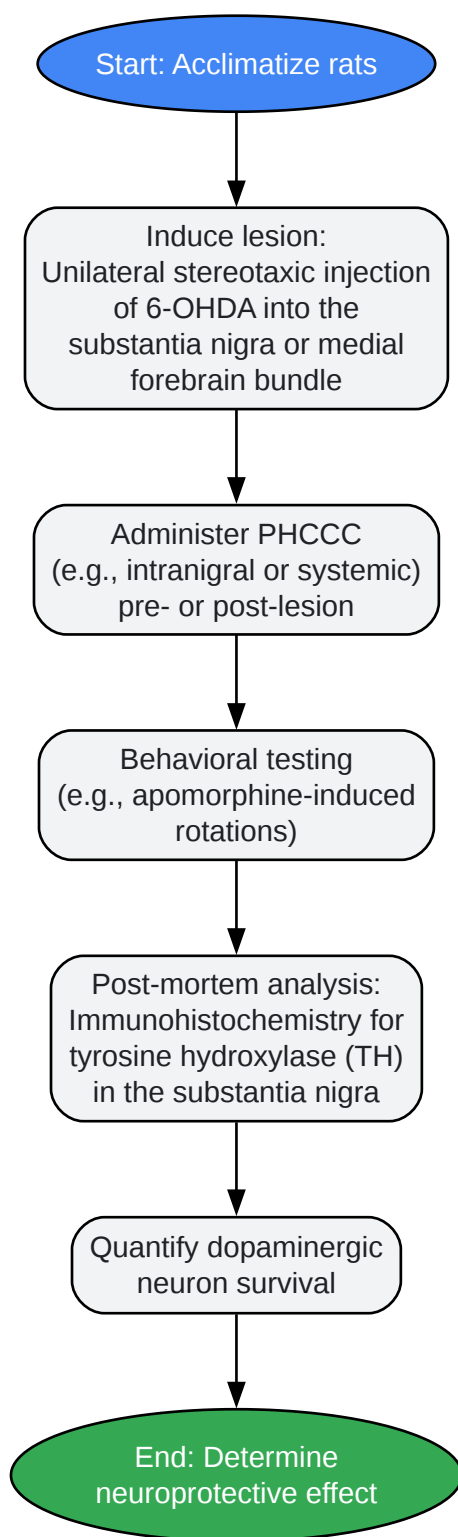 Start: Acclimatize rats
Induce lesion:
Unilateral stereotaxic injection
of 6-OHDA into the
substantia nigra or medial
forebrain bundle
Administer PHCCC
(e.g., intranigral or systemic)
pre- or post-lesion
Behavioral testing
(e.g., apomorphine-induced
rotations)
Post-mortem analysis:
Immunohistochemistry for
tyrosine hydroxylase (TH)
in the substantia nigra
Quantify dopaminergic
neuron survival
End: Determine
neuroprotective effect